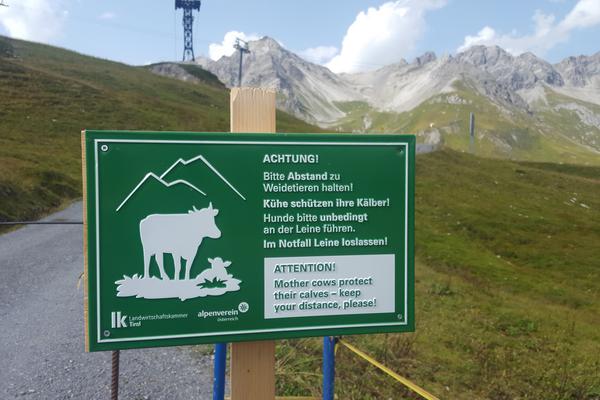 ACHTUNG!
Bitte Abstand zu
Weidetieren halten!
Kühe schützen ihre Kälber!
Hunde bitte unbedingt
an der Leine führen.
Im Notfall Leine loslassen!
ATTENTION!
Mother cows protect
their calves – keep
your distance, please!
lk Landwirtschaftskammer
Tirol
alpenverein
österreich